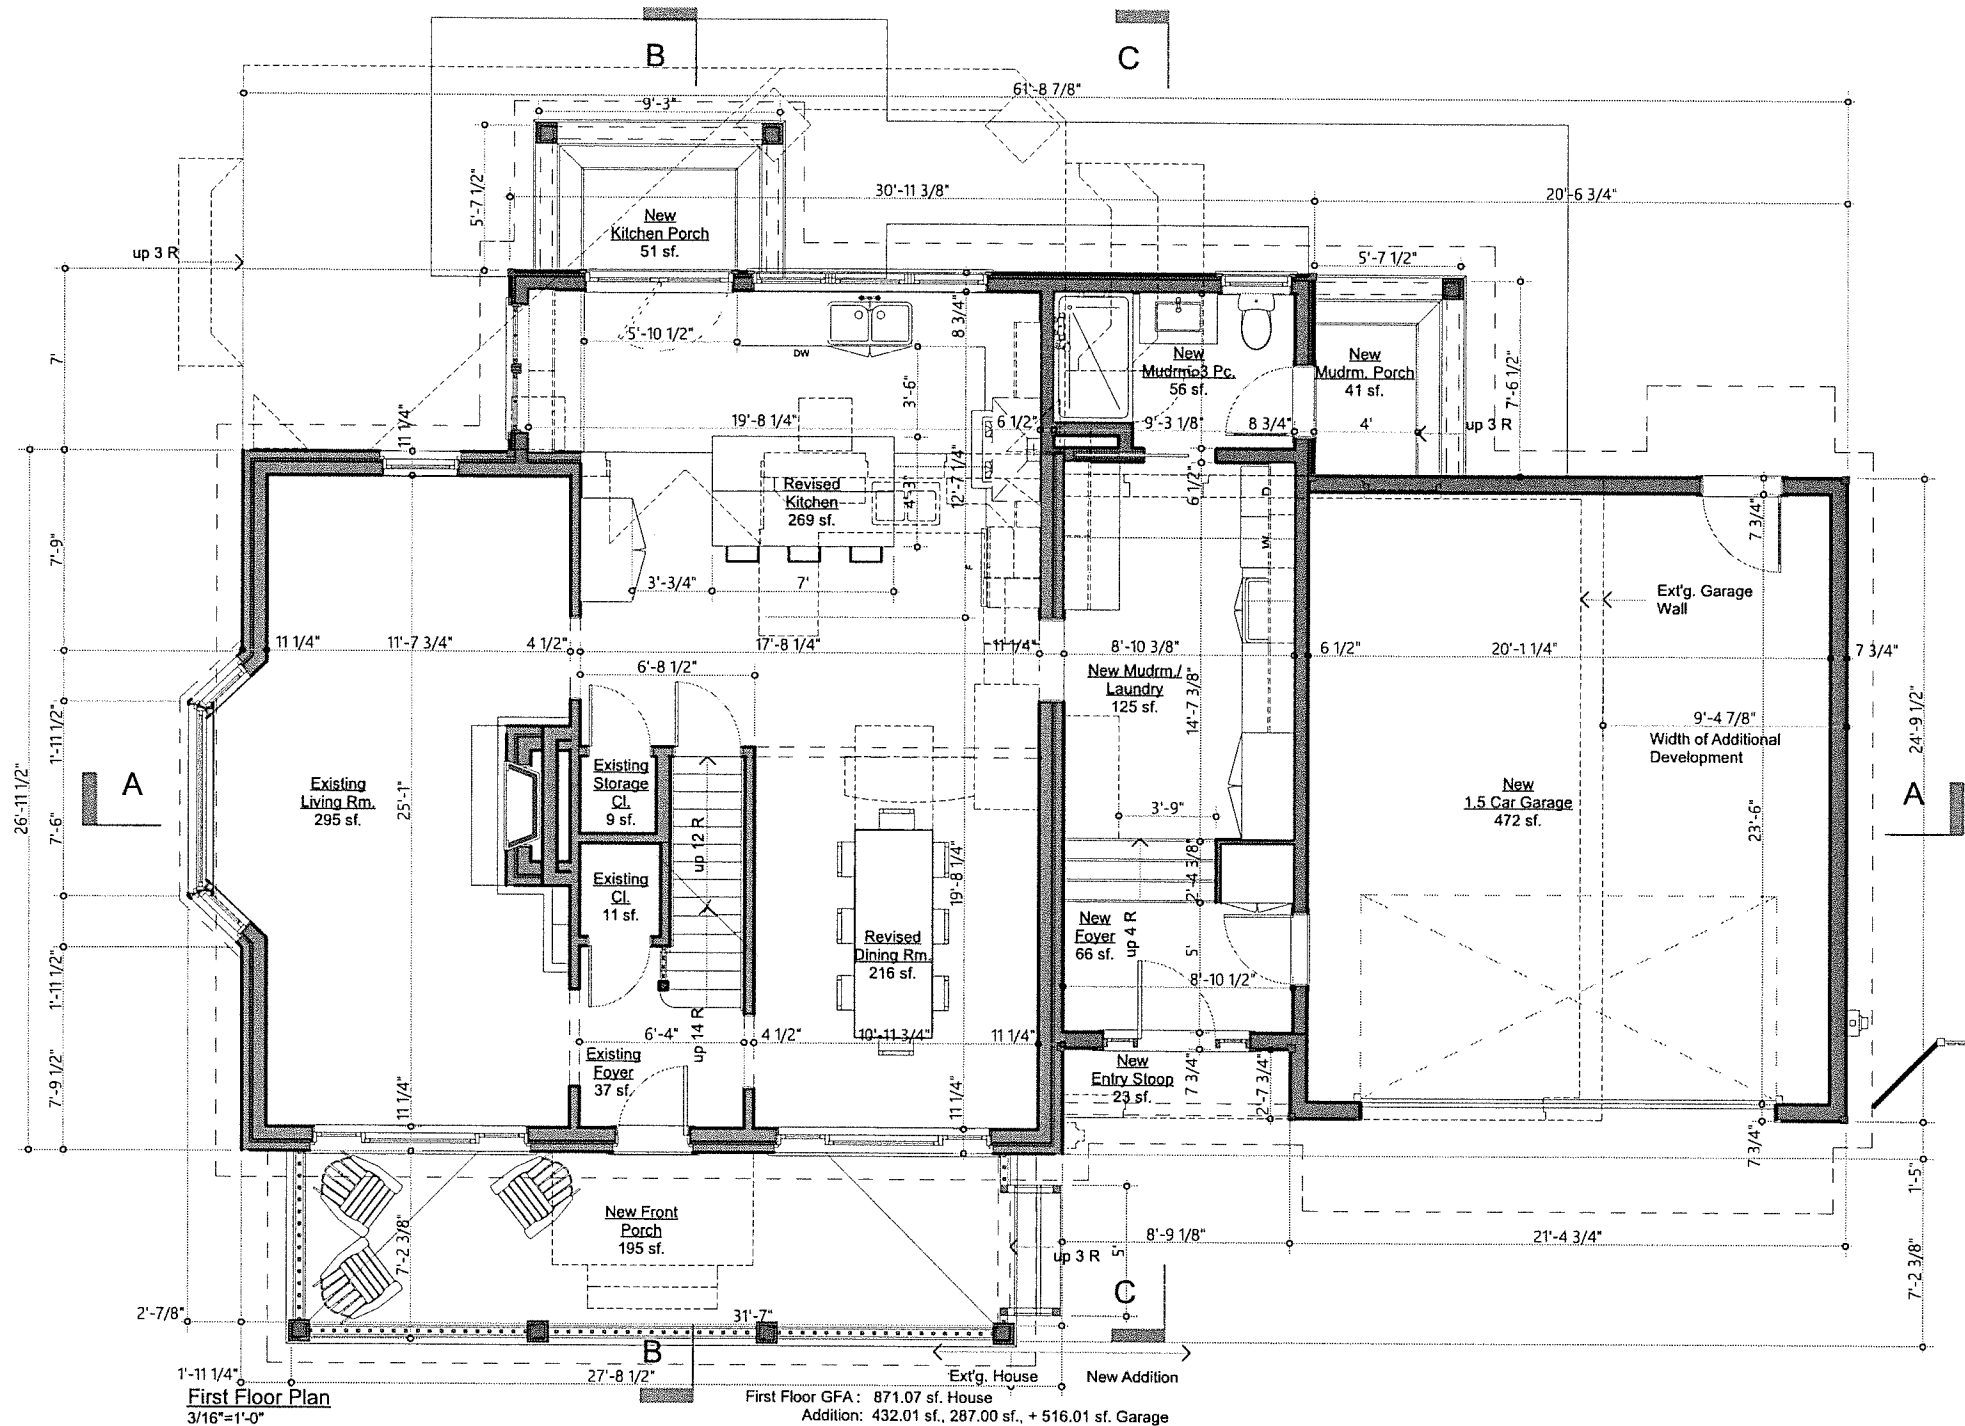 B
C
61'-8 7/8"
9'-3"
5'-7 1/2"
30'-11 3/8"
20'-6 3/4"
New
Kitchen Porch
51 sf.
up 3 R
5'-7 1/2"
7'
5'-10 1/2"
8 3/4"
DW
New
Mudrm. 3 Pc.
56 sf.
New
Mudrm. Porch
41 sf.
7'-6 1/2"
3'-6"
11 1/4"
19'-8 1/4"
6 1/2"
9'-3 1/8"
8 3/4"
4'
up 3 R
Revised
Kitchen
269 sf.
4'-3"
12'-7 1/4"
6 1/2"
D
W
7 3/4"
7'-9"
3'-3/4"
7'
F
Ext'g. Garage
Wall
11 1/4"
11'-7 3/4"
4 1/2"
17'-8 1/4"
11 1/4"
8'-10 3/8"
6 1/2"
20'-1 1/4"
7 3/4"
6'-8 1/2"
New Mudrm./
Laundry
125 sf.
14'-7 3/8"
1'-11 1/2"
9'-4 7/8"
Width of Additional
Development
24'-9 1/2"
A
Existing
Living Rm.
295 sf.
25'-1"
Existing
Storage
Cl.
9 sf.
up 12 R
3'-9"
New
1.5 Car Garage
472 sf.
23'-6"
A
26'-11 1/2"
7'-6"
Existing
Cl.
11 sf.
19'-8 1/4"
2'-4 3/8"
Revised
Dining Rm.
216 sf.
New
Foyer
66 sf.
up 4 R
5'
8'-10 1/2"
1'-11 1/2"
6'-4"
up 14 R
4 1/2"
10'-11 3/4"
11 1/4"
Existing
Foyer
37 sf.
New
Entry Stoop
23 sf.
7 3/4"
2'-7 3/4"
7'-9 1/2"
11 1/4"
11 1/4"
7 3/4"
1'-5"
New Front
Porch
195 sf.
7'-2 3/8"
up 3 R
5'
8'-9 1/8"
21'-4 3/4"
7'-2 3/8"
2'-7/8"
31'-7"
C
B
1'-11 1/4"
27'-8 1/2"
Ext'g. House
New Addition
First Floor Plan
3/16"=1'-0"
First Floor GFA: 871.07 sf. House
Addition: 432.01 sf., 287.00 sf., + 516.01 sf. Garage